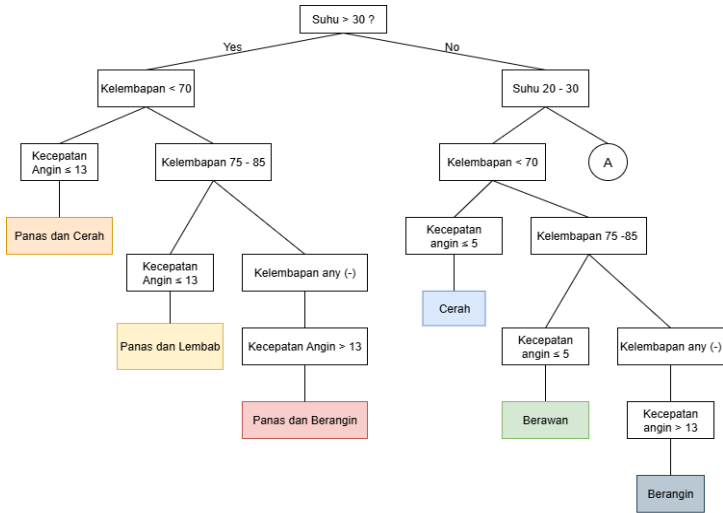 Suhu > 30 ?
Yes
No
Kelembapan < 70
Suhu 20 - 30
Kecepatan
Angin ≤ 13
Kelembapan 75 - 85
Kelembapan < 70
A
Panas dan Cerah
Kecepatan
angin ≤ 5
Kelembapan 75 -85
Kecepatan
Angin ≤ 13
Kelembapan any (-)
Cerah
Panas dan Lembab
Kecepatan Angin > 13
Kecepatan
angin ≤ 5
Kelembapan any (-)
Panas dan Berangin
Berawan
Kecepatan
angin > 13
Berangin